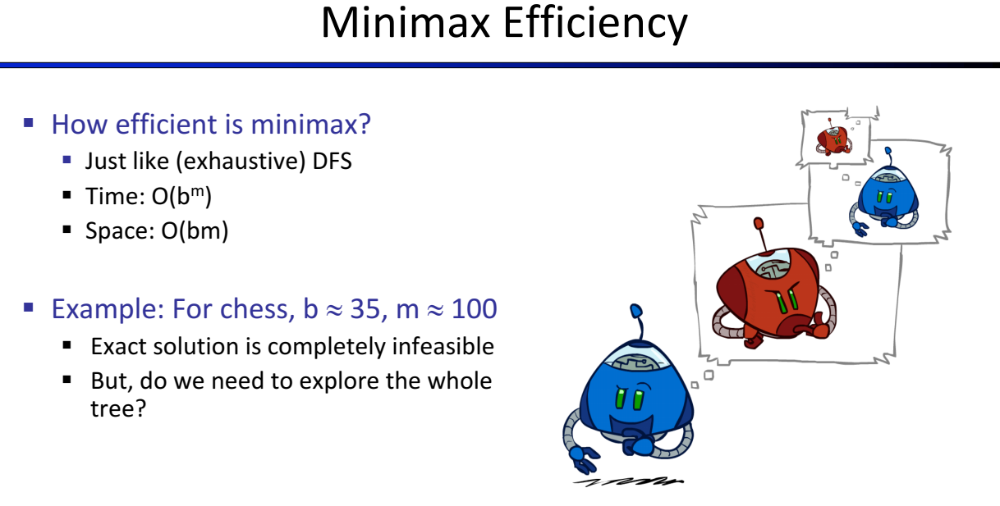 Minimax Efficiency
▪ How efficient is minimax?
▪ Just like (exhaustive) DFS
▪ Time: O(bᵐ)
▪ Space: O(bm)
▪ Example: For chess, b ≈ 35, m ≈ 100
▪ Exact solution is completely infeasible
▪ But, do we need to explore the whole
tree?